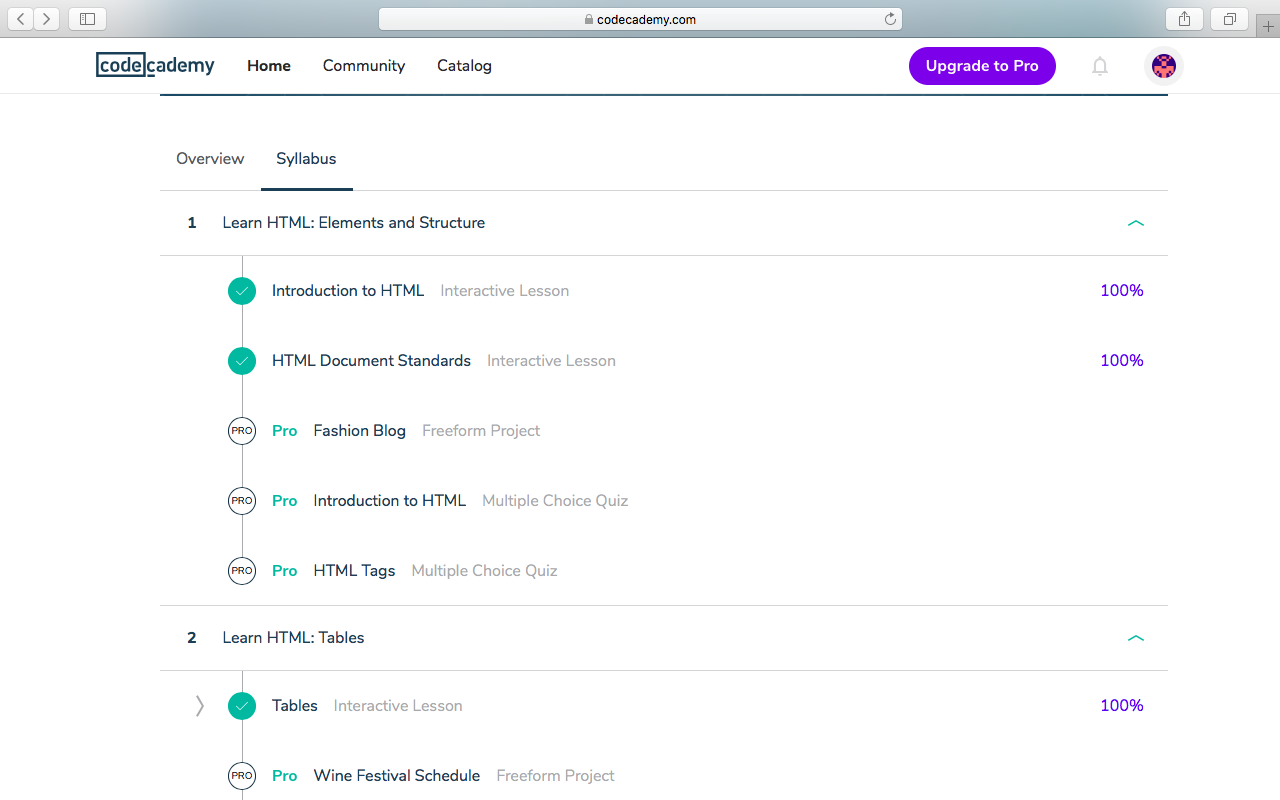 codecademy.com
codecademy Home Community Catalog Upgrade to Pro
Overview Syllabus
1 Learn HTML: Elements and Structure
Introduction to HTML Interactive Lesson 100%
HTML Document Standards Interactive Lesson 100%
PRO Pro Fashion Blog Freeform Project
PRO Pro Introduction to HTML Multiple Choice Quiz
PRO Pro HTML Tags Multiple Choice Quiz
2 Learn HTML: Tables
Tables Interactive Lesson 100%
PRO Pro Wine Festival Schedule Freeform Project